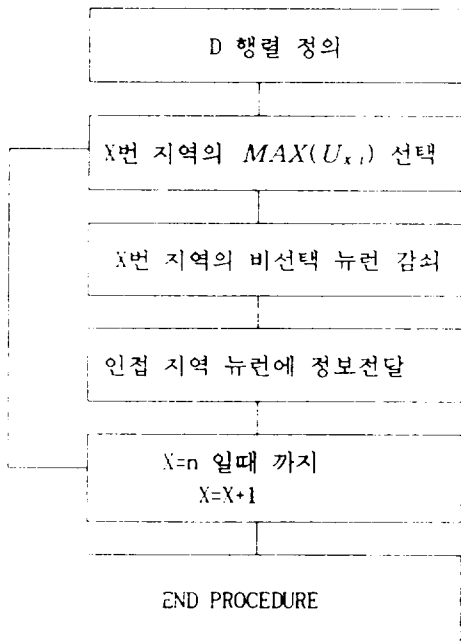 D 행렬 정의
X번 지역의 MAX(U_{x i}) 선택
X번 지역의 비선택 뉴런 감쇠
인접 지역 뉴런에 정보전달
X=n 일때 까지
X=X+1
END PROCEDURE